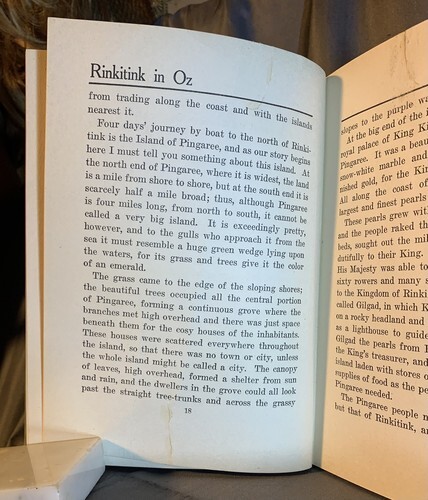 Rinkitink in Oz
from trading along the coast and with the islands
nearest it.
Four days' journey by boat to the north of Rinki-
tink is the Island of Pingaree, and as our story begins
here I must tell you something about this island. At
the north end of Pingaree, where it is widest, the land
is a mile from shore to shore, but at the south end it is
scarcely half a mile broad; thus, although Pingaree
is four miles long, from north to south, it cannot be
called a very big island. It is exceedingly pretty,
however, and to the gulls who approach it from the
sea it must resemble a huge green wedge lying upon
the waters, for its grass and trees give it the color
of an emerald.
The grass came to the edge of the sloping shores;
the beautiful trees occupied all the central portion
of Pingaree, forming a continuous grove where the
branches met high overhead and there was just space
beneath them for the cosy houses of the inhabitants.
These houses were scattered everywhere throughout
the island, so that there was no town or city, unless
the whole island might be called a city. The canopy
of leaves, high overhead, formed a shelter from sun
and rain, and the dwellers in the grove could all look
past the straight tree-trunks and across the grassy
18
slopes to the purple wa
At the big end of the i
royal palace of King Ki
Pingaree. It was a beau
snow-white marble and
nished gold, for the Kin
All along the coast of
largest and finest pearls
These pearls grew with
and the people raked th
beds, sought out the mil
dutifully to their King.
His Majesty was able to
sixty rowers and many s
to the Kingdom of Rinki
called Gilgad, in which K
on a rocky headland and
as a lighthouse to guide
Gilgad the pearls from P
the King's treasurer, and
island laden with stores o
supplies of food as the pe
Pingaree needed.
The Pingaree people n
but that of Rinkitink, an